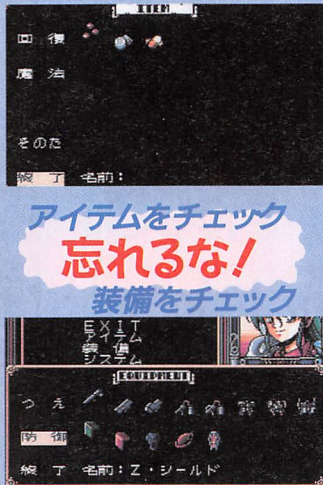 ITEM
回 復
魔 法
そのた
終 了 名前：
アイテムをチェック
忘れるな！
装備をチェック
EXIT
アイテム
装 備
システム
EQUIPMENT
つ え
防 御
終 了 名前：Z・シールド